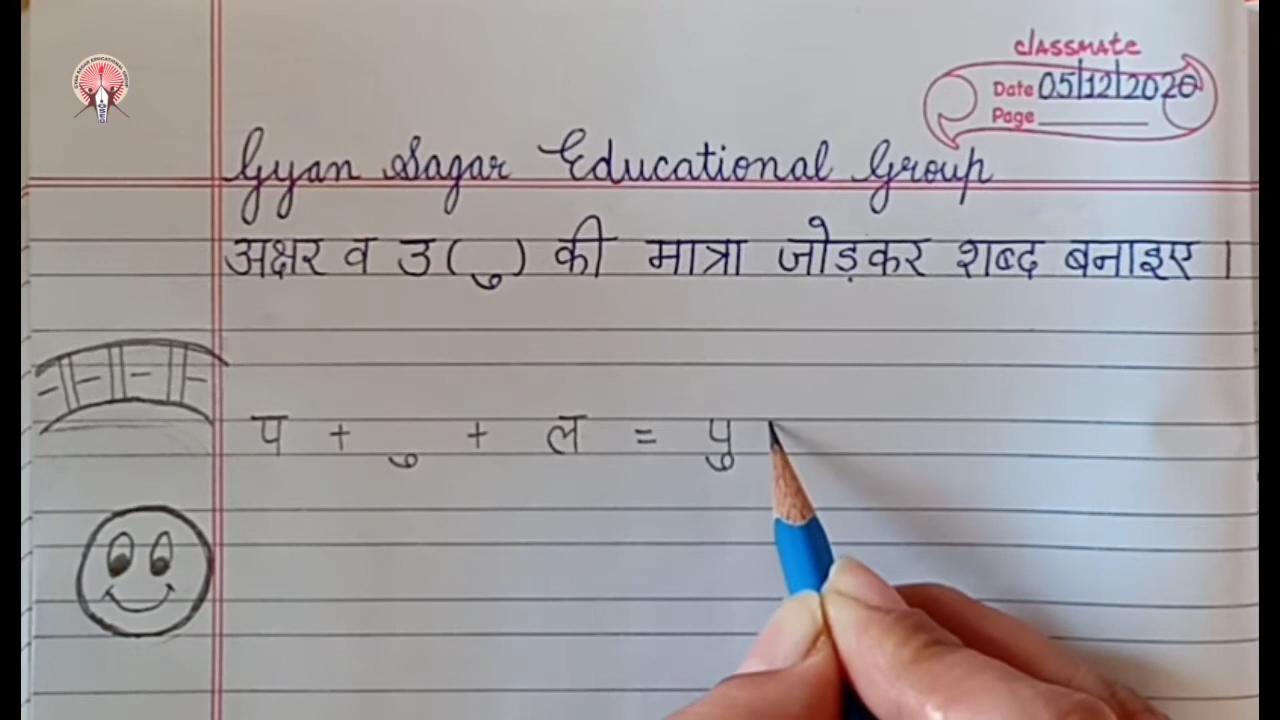 classmate
Date 05/12/2020
Page
Gyan Sagar Educational Group
अक्षर व उ ( ु ) की मात्रा जोड़कर शब्द बनाइए ।
प + ु + ल = पु